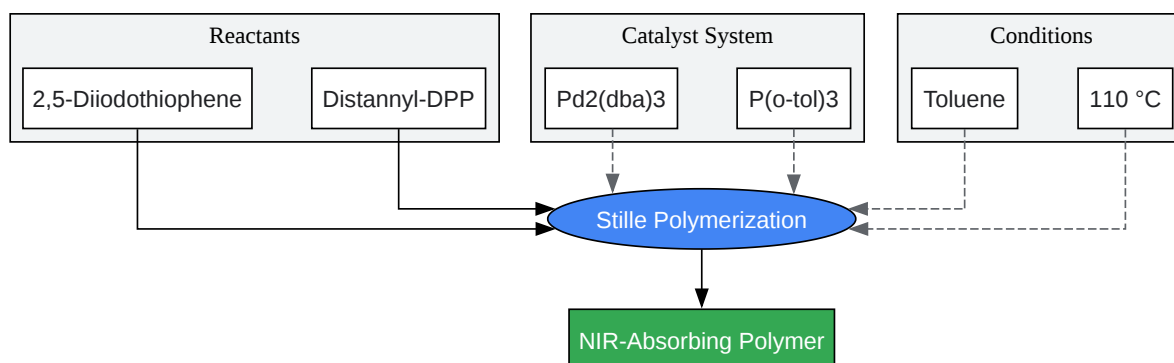 Reactants
Catalyst System
Conditions
2,5-Diiodothiophene
Distannyl-DPP
Pd2(dba)3
P(o-tol)3
Toluene
110 °C
Stille Polymerization
NIR-Absorbing Polymer